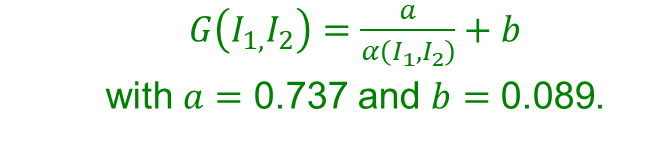 G(I₁,I₂) = a/α(I₁,I₂) + b
with a = 0.737 and b = 0.089.